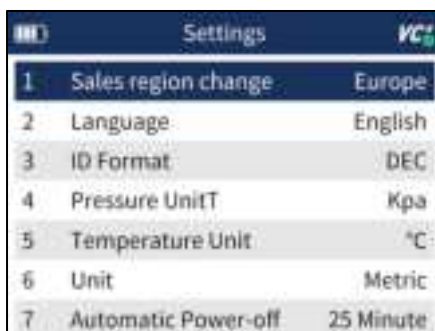 Settings
1 Sales region change Europe
2 Language English
3 ID Format DEC
4 Pressure UnitT Kpa
5 Temperature Unit °C
6 Unit Metric
7 Automatic Power-off 25 Minute